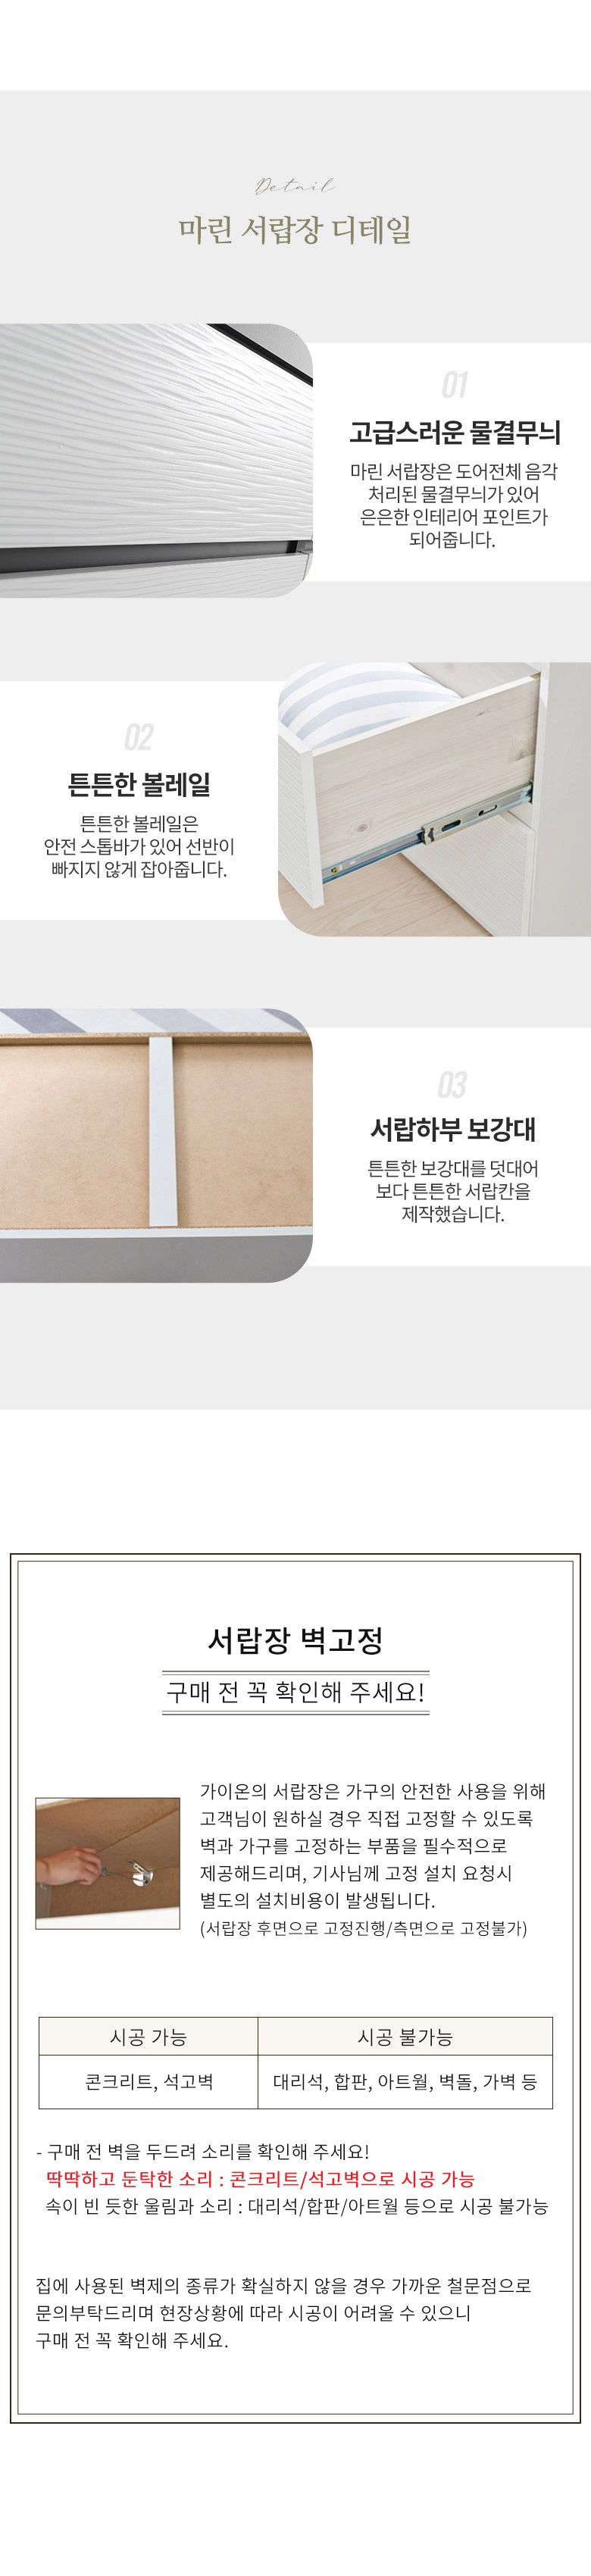 Detail
마린 서랍장 디테일
01
고급스러운 물결무늬
마린 서랍장은 도어전체 음각
처리된 물결무늬가 있어
은은한 인테리어 포인트가
되어줍니다.
02
튼튼한 볼레일
튼튼한 볼레일은
안전 스톱바가 있어 선반이
빠지지 않게 잡아줍니다.
03
서랍하부 보강대
튼튼한 보강대를 덧대어
보다 튼튼한 서랍칸을
제작했습니다.
서랍장 벽고정
구매 전 꼭 확인해 주세요!
가이온의 서랍장은 가구의 안전한 사용을 위해
고객님이 원하실 경우 직접 고정할 수 있도록
벽과 가구를 고정하는 부품을 필수적으로
제공해드리며, 기사님께 고정 설치 요청시
별도의 설치비용이 발생됩니다.
(서랍장 후면으로 고정진행/측면으로 고정불가)
시공 가능 시공 불가능
콘크리트, 석고벽 대리석, 합판, 아트월, 벽돌, 가벽 등
- 구매 전 벽을 두드려 소리를 확인해 주세요!
딱딱하고 둔탁한 소리 : 콘크리트/석고벽으로 시공 가능
속이 빈 듯한 울림과 소리 : 대리석/합판/아트월 등으로 시공 불가능
집에 사용된 벽제의 종류가 확실하지 않을 경우 가까운 철문점으로
문의부탁드리며 현장상황에 따라 시공이 어려울 수 있으니
구매 전 꼭 확인해 주세요.